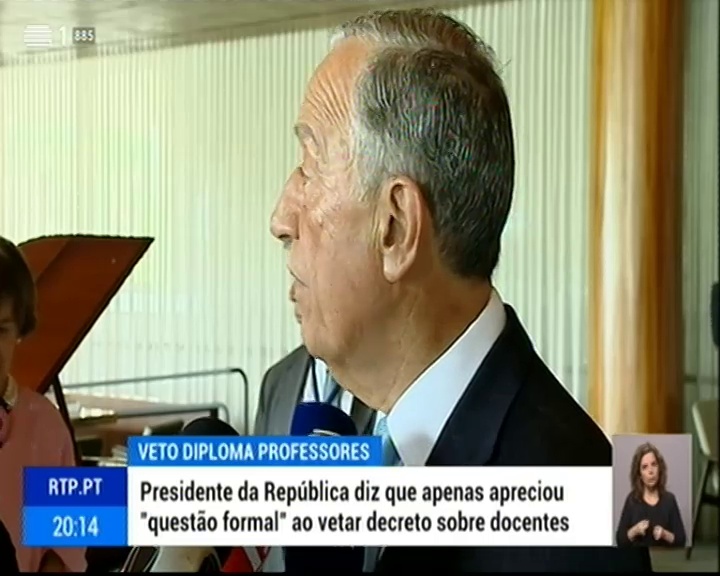 1 885
VETO DIPLOMA PROFESSORES
RTP.PT
20:14
Presidente da República diz que apenas apreciou
"questão formal" ao vetar decreto sobre docentes